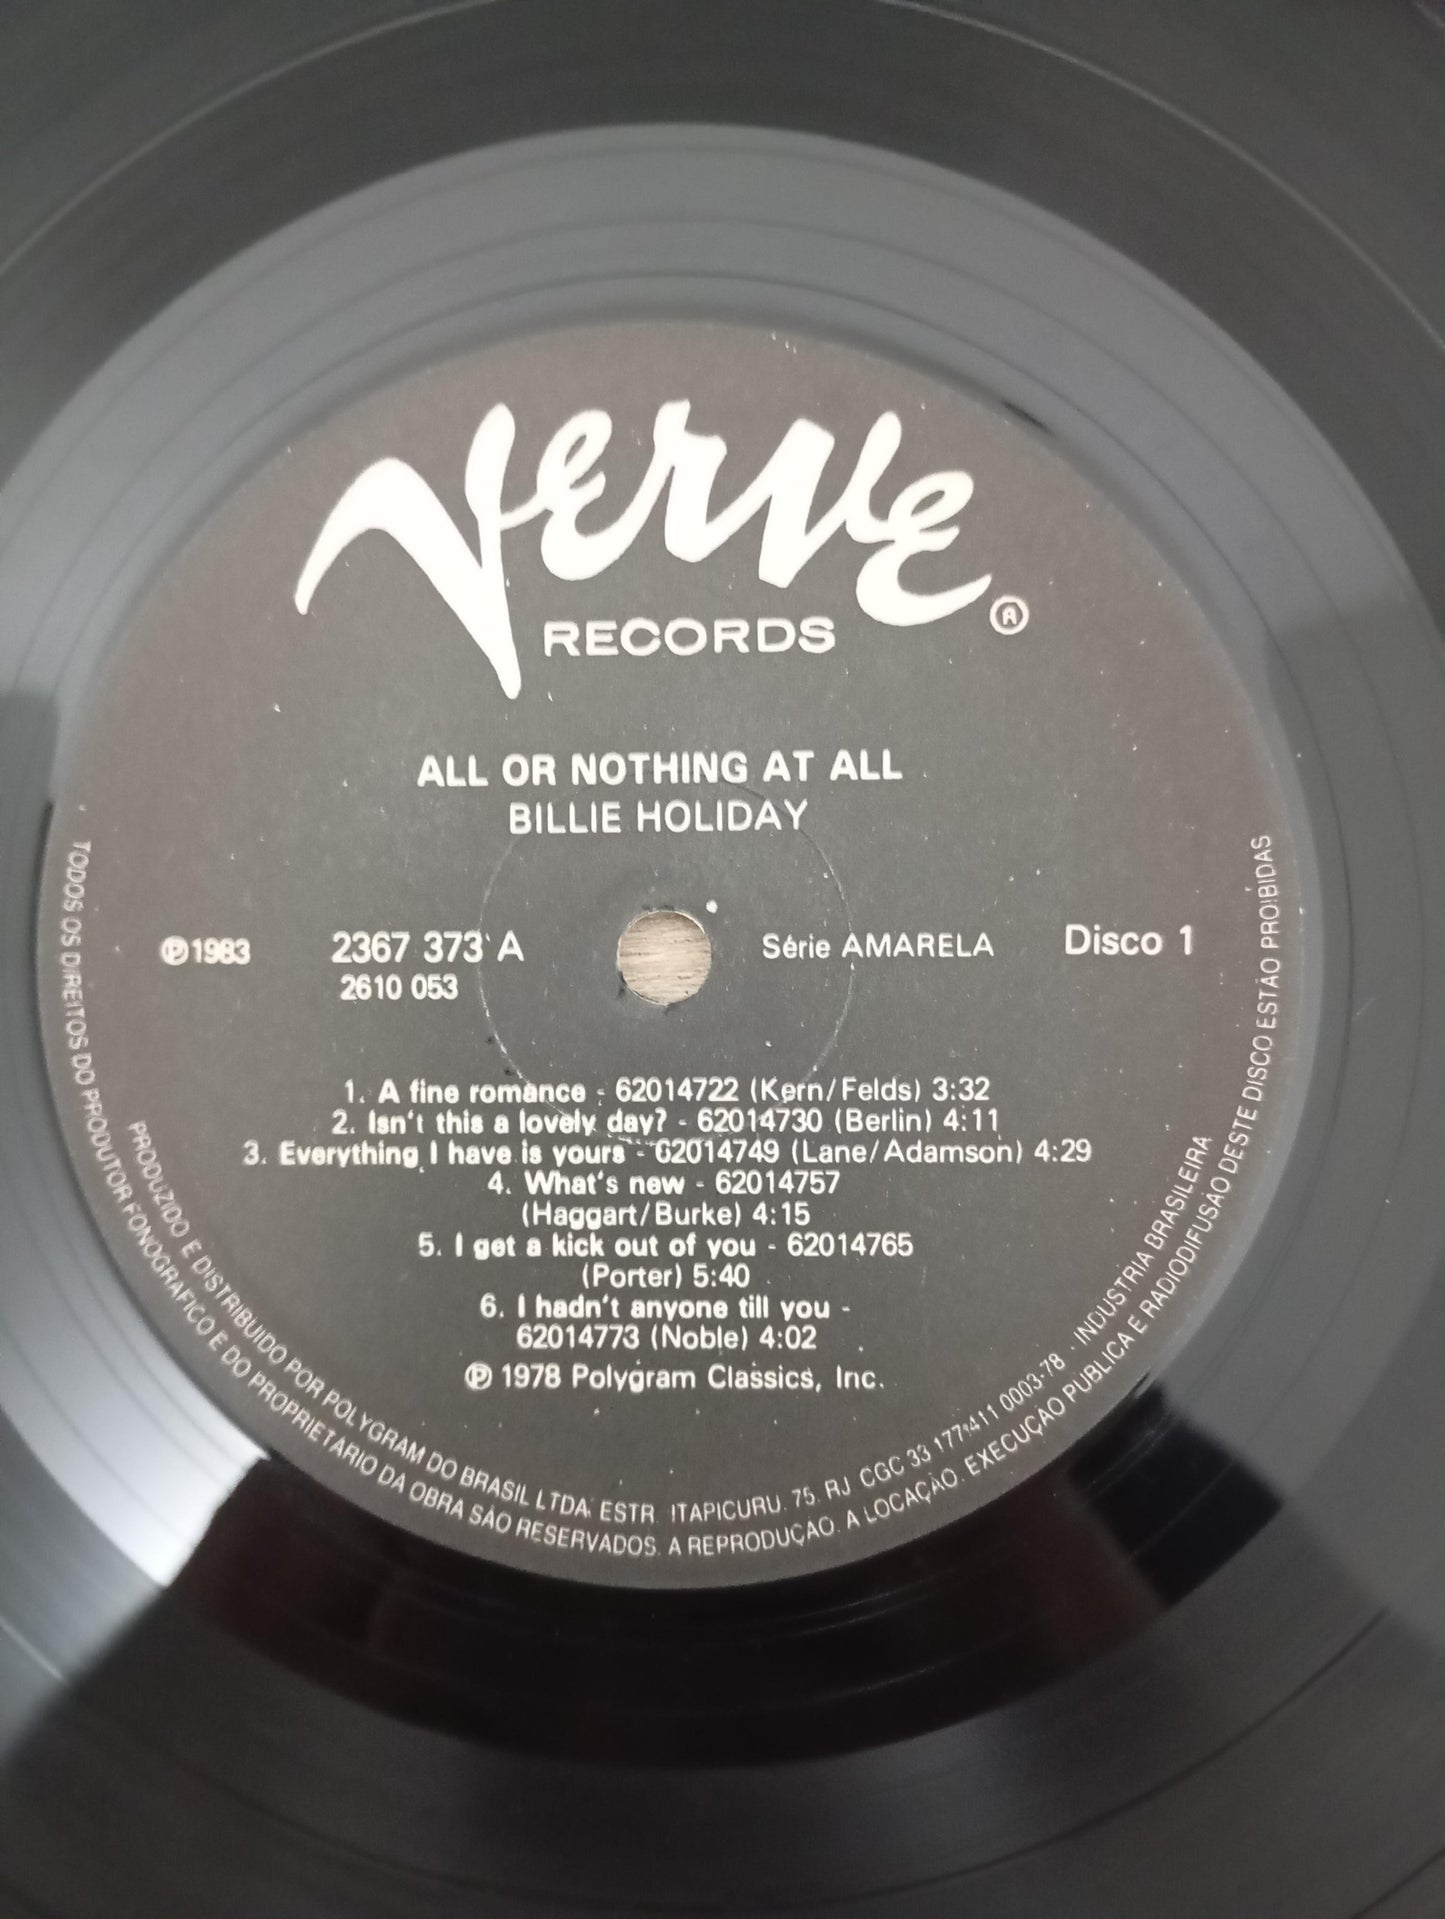 Verve ®
RECORDS
ALL OR NOTHING AT ALL
BILLIE HOLIDAY
℗1983 2367 373 A Série AMARELA Disco 1
2610 053
1. A fine romance - 62014722 (Kern/Felds) 3:32
2. Isn't this a lovely day? - 62014730 (Berlin) 4:11
3. Everything I have is yours - 62014749 (Lane/Adamson) 4:29
4. What's new - 62014757
(Haggart/Burke) 4:15
5. I get a kick out of you - 62014765
(Porter) 5:40
6. I hadn't anyone till you -
62014773 (Noble) 4:02
℗ 1978 Polygram Classics, Inc.
PRODUZIDO E DISTRIBUIDO POR POLYGRAM DO BRASIL LTDA. ESTR. ITAPICURU. 75. RJ CGC 33 177.411 0003-78 . INDUSTRIA BRASILEIRA
TODOS OS DIREITOS DO PRODUTOR FONOGRAFICO E DO PROPRIETARIO DA OBRA SÃO RESERVADOS. A REPRODUÇÃO. A LOCAÇÃO. EXECUÇÃO PUBLICA E RADIODIFUSÃO DESTE DISCO ESTÃO PROIBIDAS